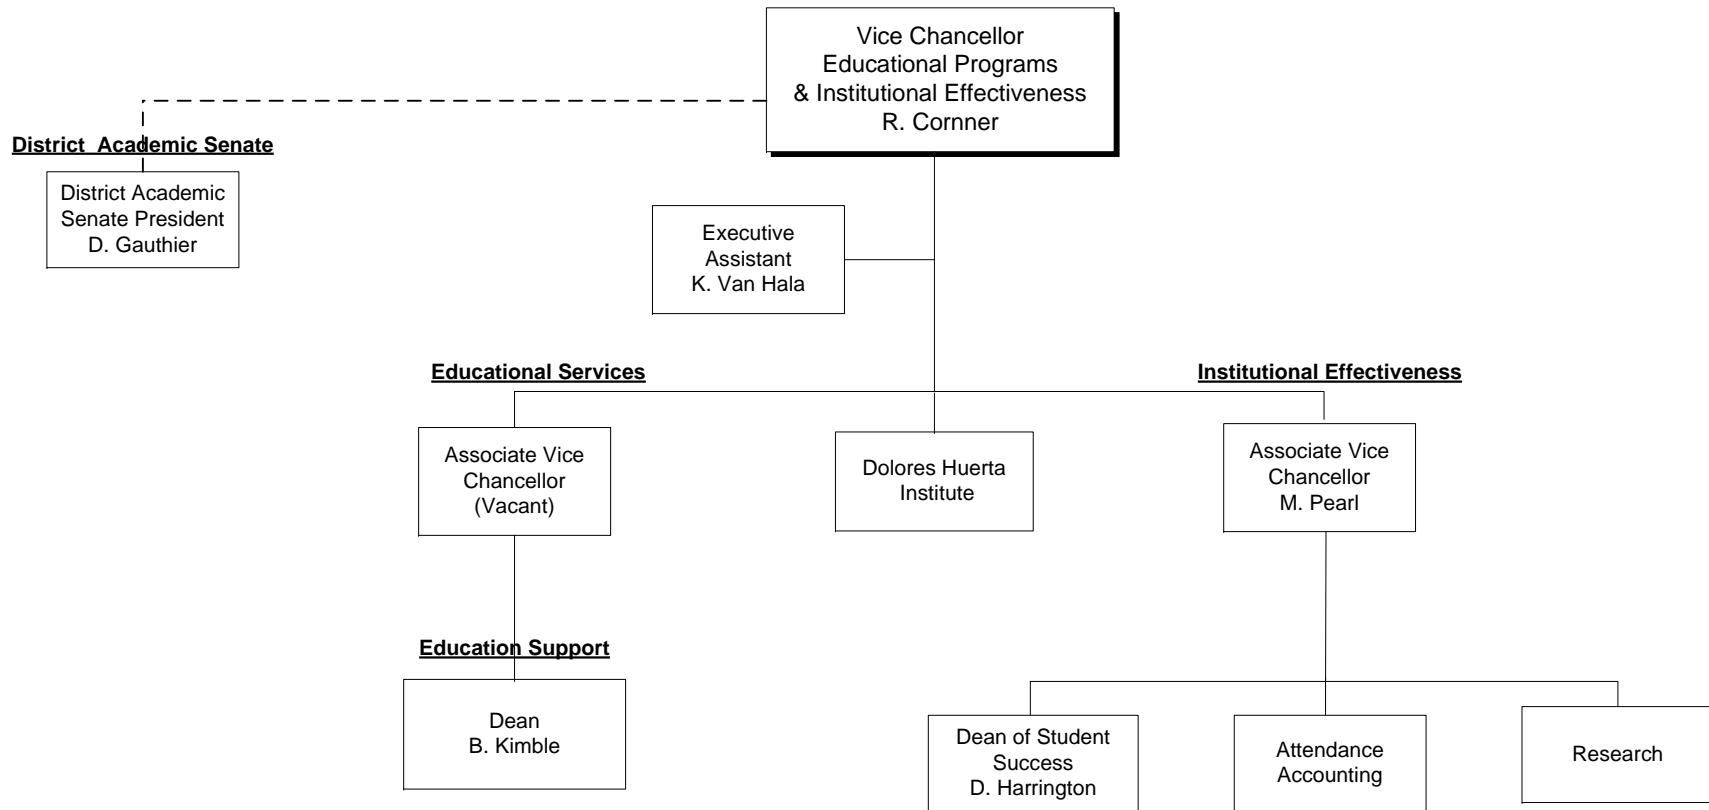 Vice Chancellor
Educational Programs
& Institutional Effectiveness
R. Cornner
District Academic Senate
District Academic
Senate President
D. Gauthier
Executive
Assistant
K. Van Hala
Educational Services
Institutional Effectiveness
Associate Vice
Chancellor
(Vacant)
Dolores Huerta
Institute
Associate Vice
Chancellor
M. Pearl
Education Support
Dean
B. Kimble
Dean of Student
Success
D. Harrington
Attendance
Accounting
Research